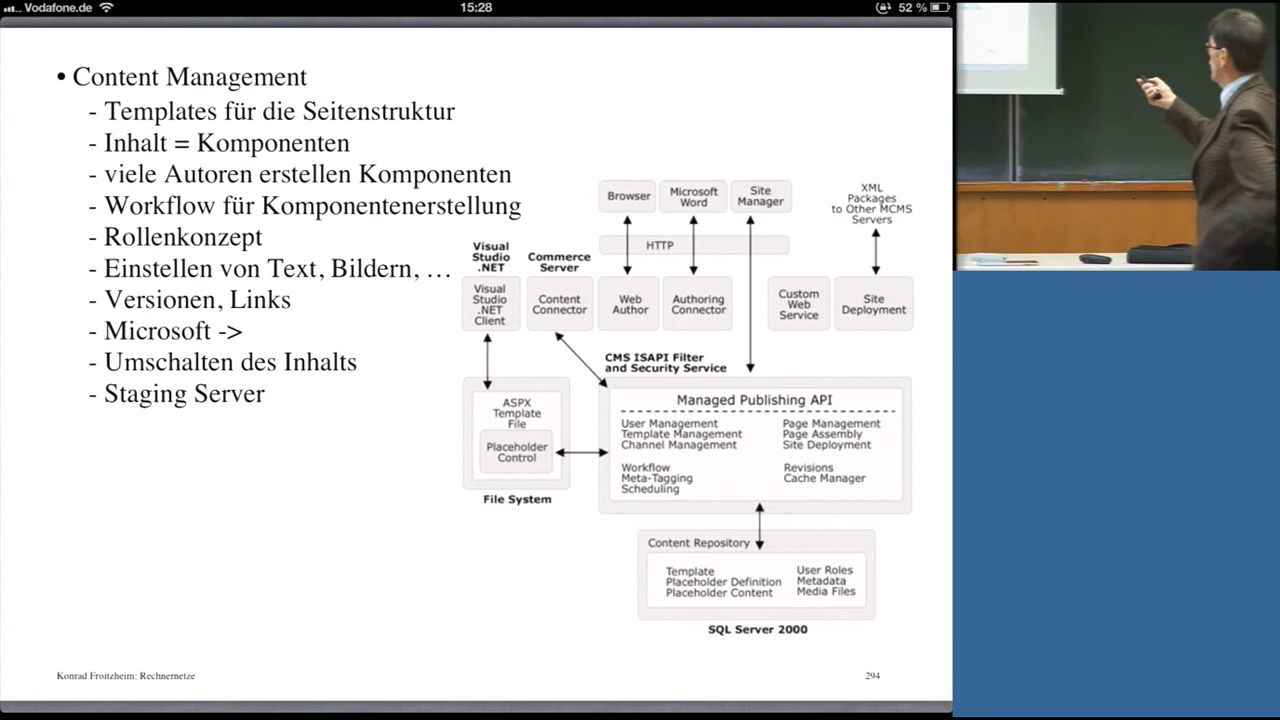 Vodafone.de
15:28
52 %
• Content Management
- Templates für die Seitenstruktur
- Inhalt = Komponenten
- viele Autoren erstellen Komponenten
- Workflow für Komponentenerstellung
- Rollenkonzept
- Einstellen von Text, Bildern, …
- Versionen, Links
- Microsoft ->
- Umschalten des Inhalts
- Staging Server
Browser
Microsoft
Word
Site
Manager
XML
Packages
to Other MCMS
Servers
HTTP
Visual
Studio
.NET
Commerce
Server
Visual
Studio
.NET
Client
Content
Connector
Web
Author
Authoring
Connector
Custom
Web
Service
Site
Deployment
CMS ISAPI Filter
and Security Service
ASPX
Template
File
Placeholder
Control
File System
Managed Publishing API
User Management
Template Management
Channel Management
Workflow
Meta-Tagging
Scheduling
Page Management
Page Assembly
Site Deployment
Revisions
Cache Manager
Content Repository
Template
Placeholder Definition
Placeholder Content
User Roles
Metadata
Media Files
SQL Server 2000
Konrad Froitzheim: Rechnernetze
294